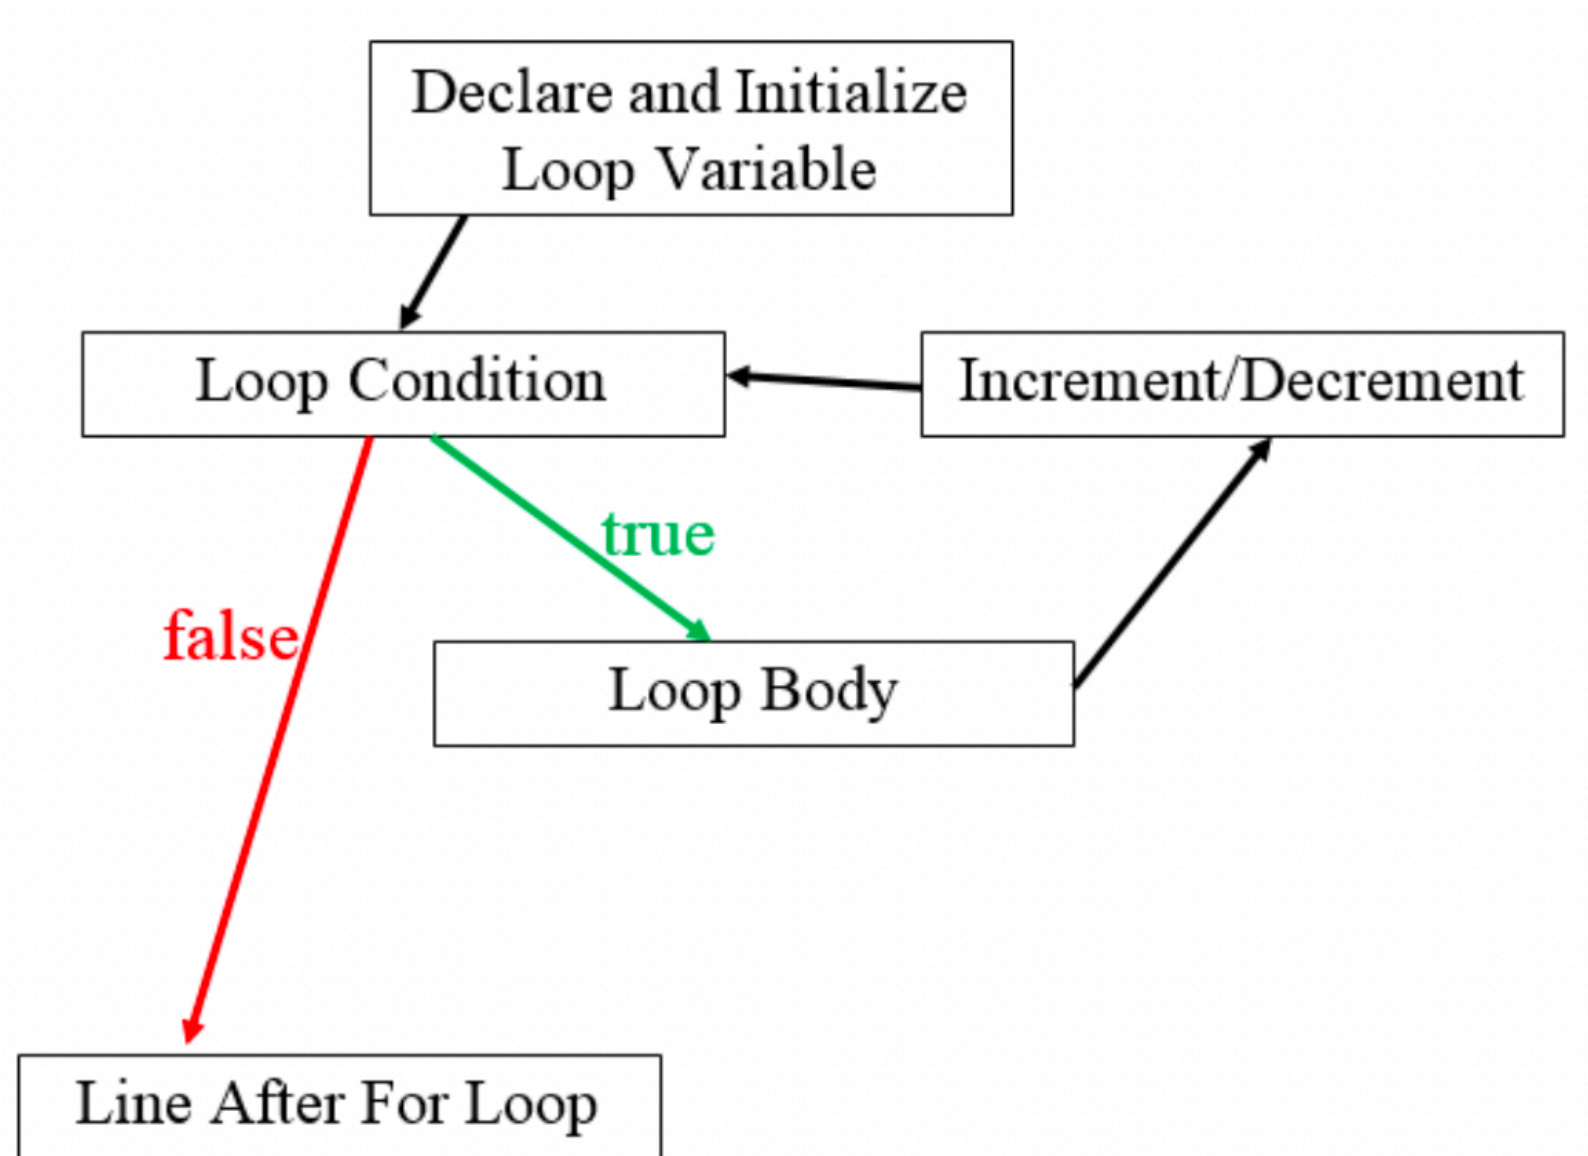 Declare and Initialize
Loop Variable
Loop Condition
Increment/Decrement
true
false
Loop Body
Line After For Loop